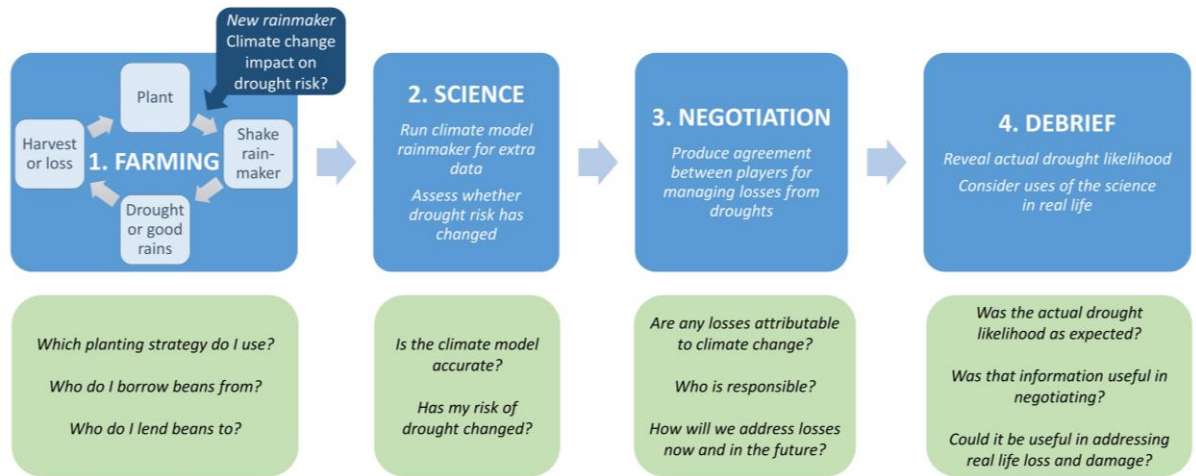 New rainmaker
Climate change
impact on
drought risk?
Plant
Shake
rain-
maker
Drought
or good
rains
Harvest
or loss
1. FARMING
2. SCIENCE
Run climate model
rainmaker for extra
data
Assess whether
drought risk has
changed
3. NEGOTIATION
Produce agreement
between players for
managing losses from
droughts
4. DEBRIEF
Reveal actual drought likelihood
Consider uses of the science
in real life
Which planting strategy do I use?
Who do I borrow beans from?
Who do I lend beans to?
Is the climate model
accurate?
Has my risk of
drought changed?
Are any losses attributable
to climate change?
Who is responsible?
How will we address losses
now and in the future?
Was the actual drought
likelihood as expected?
Was that information useful in
negotiating?
Could it be useful in addressing
real life loss and damage?